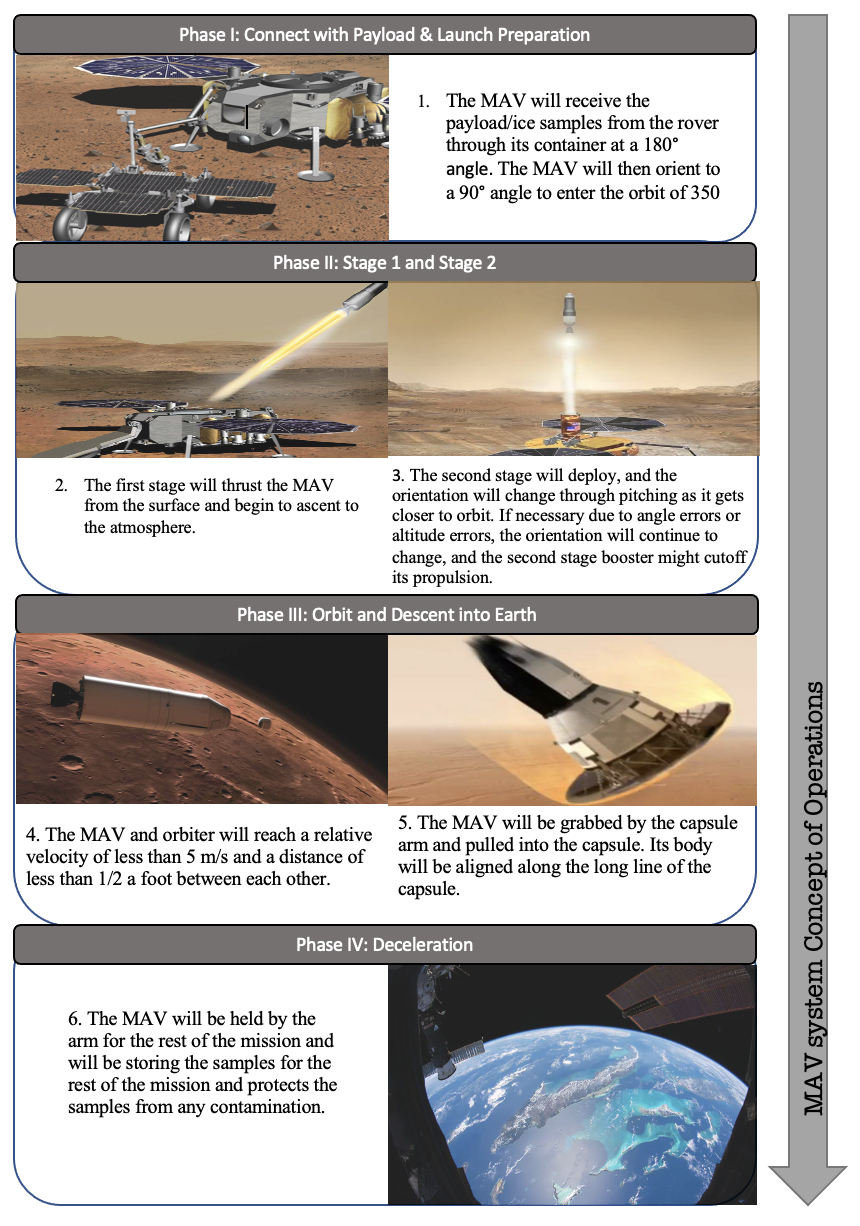 Phase I: Connect with Payload & Launch Preparation
1. The MAV will receive the
payload/ice samples from the rover
through its container at a 180°
angle. The MAV will then orient to
a 90° angle to enter the orbit of 350
Phase II: Stage 1 and Stage 2
2. The first stage will thrust the MAV
from the surface and begin to ascent to
the atmosphere.
3. The second stage will deploy, and the
orientation will change through pitching as it gets
closer to orbit. If necessary due to angle errors or
altitude errors, the orientation will continue to
change, and the second stage booster might cutoff
its propulsion.
Phase III: Orbit and Descent into Earth
4. The MAV and orbiter will reach a relative
velocity of less than 5 m/s and a distance of
less than 1/2 a foot between each other.
5. The MAV will be grabbed by the capsule
arm and pulled into the capsule. Its body
will be aligned along the long line of the
capsule.
Phase IV: Deceleration
6. The MAV will be held by the
arm for the rest of the mission and
will be storing the samples for the
rest of the mission and protects the
samples from any contamination.
MAV system Concept of Operations